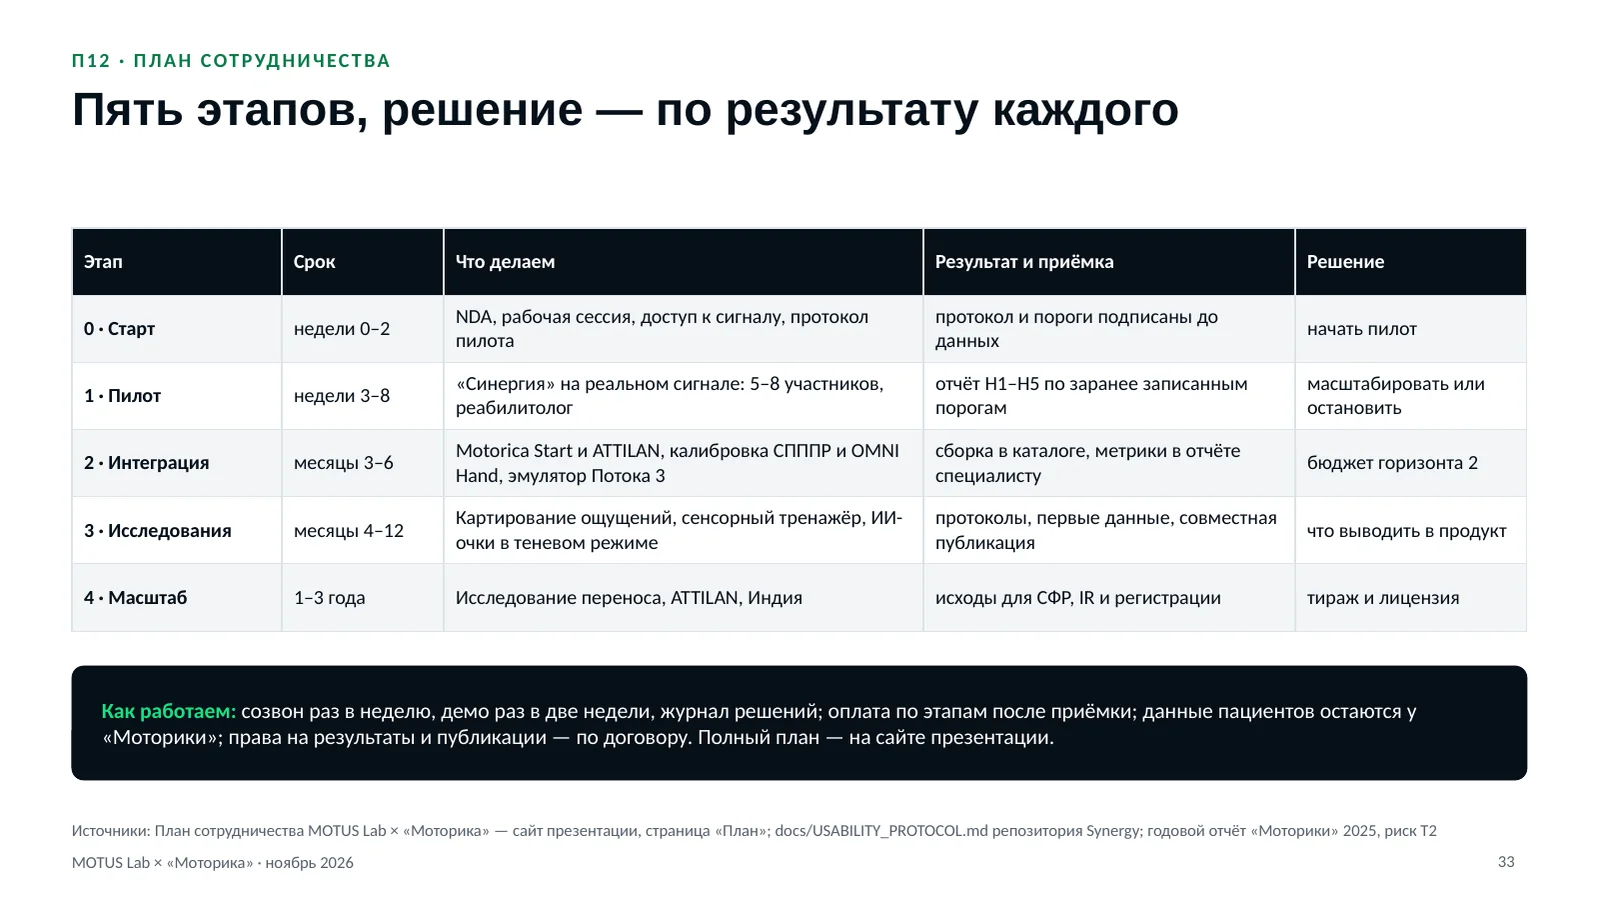 П12 · ПЛАН СОТРУДНИЧЕСТВА
Пять этапов, решение — по результату каждого
Этап
Срок
Что делаем
Результат и приёмка
Решение
0 · Старт
недели 0–2
NDA, рабочая сессия, доступ к сигналу, протокол
пилота
протокол и пороги подписаны до
данных
начать пилот
1 · Пилот
недели 3–8
«Синергия» на реальном сигнале: 5–8 участников,
реабилитолог
отчёт H1–H5 по заранее записанным
порогам
масштабировать или
остановить
2 · Интеграция
месяцы 3–6
Motorica Start и ATTILAN, калибровка СПППР и OMNI
Hand, эмулятор Потока 3
сборка в каталоге, метрики в отчёте
специалисту
бюджет горизонта 2
3 · Исследования
месяцы 4–12
Картирование ощущений, сенсорный тренажёр, ИИ-
очки в теневом режиме
протоколы, первые данные, совместная
публикация
что выводить в продукт
4 · Масштаб
1–3 года
Исследование переноса, ATTILAN, Индия
исходы для СФР, IR и регистрации
тираж и лицензия
Как работаем: созвон раз в неделю, демо раз в две недели, журнал решений; оплата по этапам после приёмки; данные пациентов остаются у
«Моторики»; права на результаты и публикации — по договору. Полный план — на сайте презентации.
Источники: План сотрудничества MOTUS Lab × «Моторика» — сайт презентации, страница «План»; docs/USABILITY_PROTOCOL.md репозитория Synergy; годовой отчёт «Моторики» 2025, риск Т2
MOTUS Lab × «Моторика» · ноябрь 2026
33